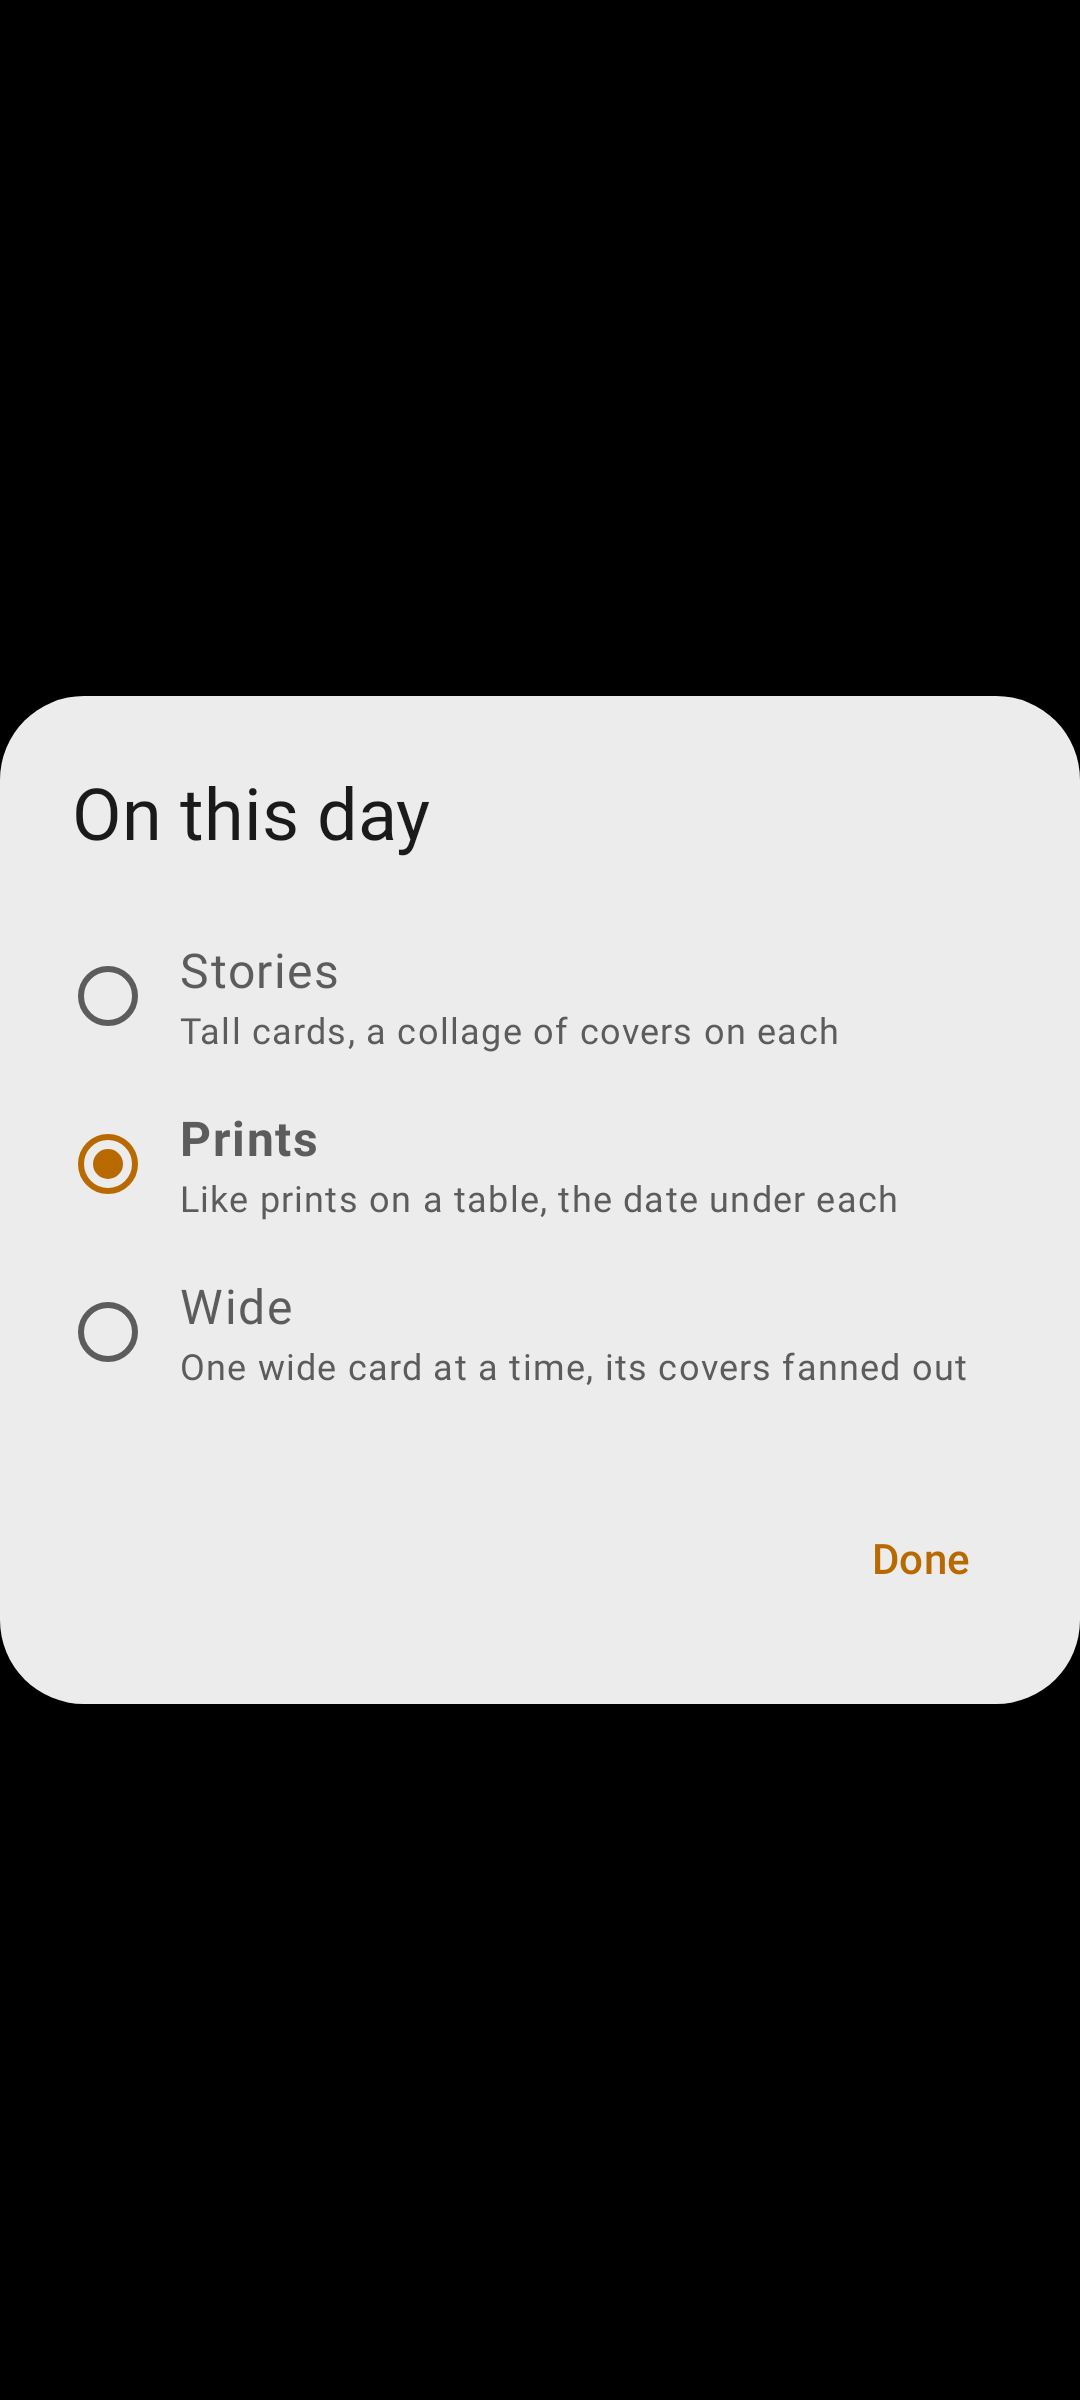 On this day
Stories
Tall cards, a collage of covers on each
Prints
Like prints on a table, the date under each
Wide
One wide card at a time, its covers fanned out
Done